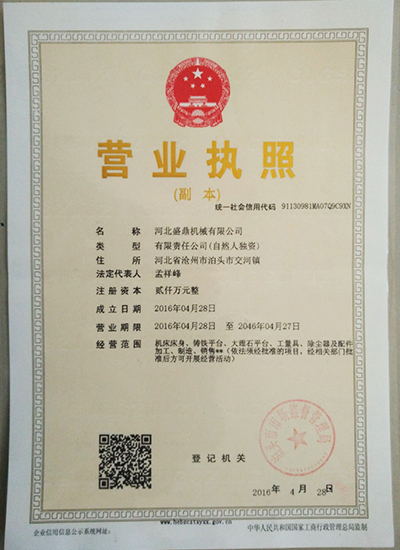 营业执照
(副 本)
统一社会信用代码 91130981MA07Q9C9XN
名 称 河北盛鼎机械有限公司
类 型 有限责任公司(自然人独资)
住 所 河北省沧州市泊头市交河镇
法定代表人 孟祥峰
注册资本 贰仟万元整
成立日期 2016年04月28日
营业期限 2016年04月28日 至 2046年04月27日
经营范围 机床床身、铸铁平台、大理石平台、工量具、除尘器及配件
加工、制造、销售**(依法须经批准的项目，经相关部门批
准后方可开展经营活动)
登记机关
2016 年 4 月 28 日
www.hebscztxyxx.gov.cn
企业信用信息公示系统网址：
中华人民共和国国家工商行政管理总局监制